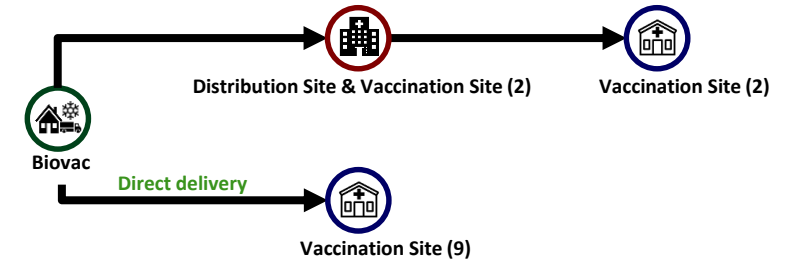 Distribution Site & Vaccination Site (2)
Vaccination Site (2)
Biovac
Direct delivery
Vaccination Site (9)